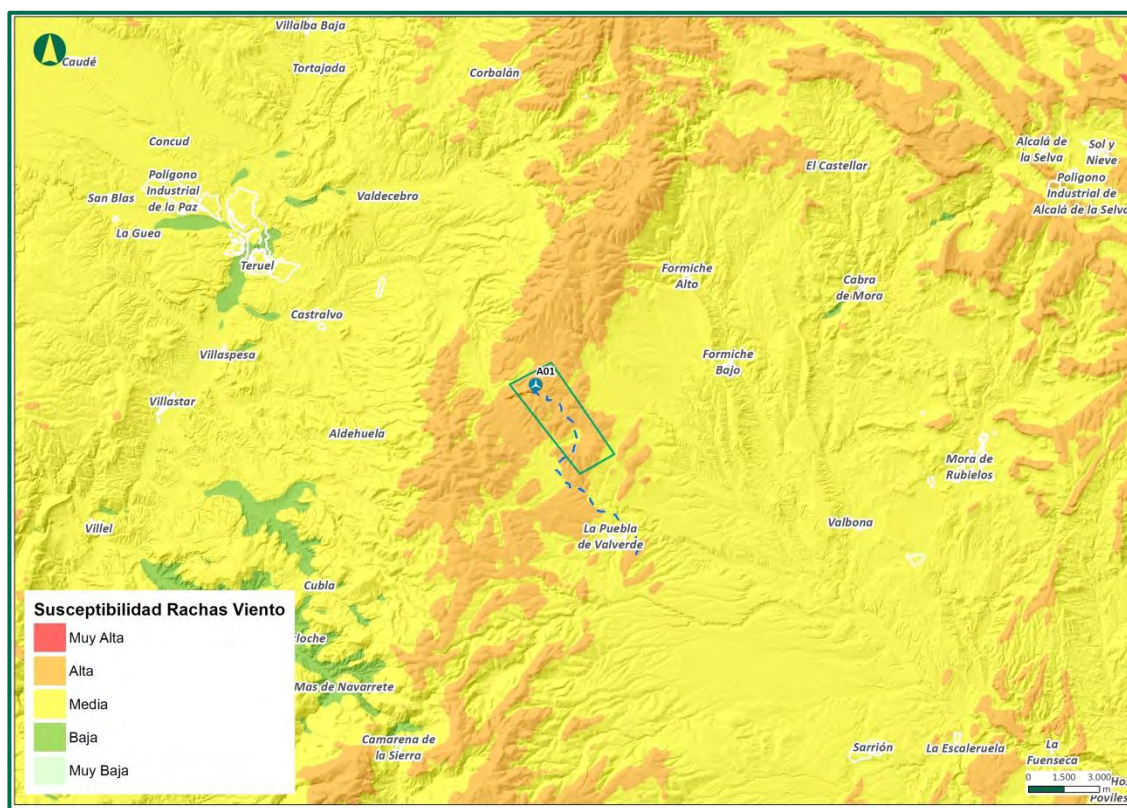 Villalba Baja
Caudé
Tortajada
Corbalán
Concud
Alcalá de
la Selva
Sol y
Nieve
Polígono
Industrial
de la Paz
El Castellar
Poligono
Industrial de
Alcalá de la Selva
San Blas
Valdecebro
La Guea
Teruel
Formiche
Alto
Cabra
de Mora
Castralvo
Villaspesa
Formiche
Bajo
A01
Villastar
Aldehuela
Mora de
Rubielos
Villel
La Puebla
de Valverde
Valbona
Cubla
Susceptibilidad Rachas Viento
Muy Alta
Alta
Media
Baja
Muy Baja
Mas de Navarrete
Camarena de
la Sierra
Sarrión
La Escaleruela
La
Fuenseca
0 1.500 3.000
m